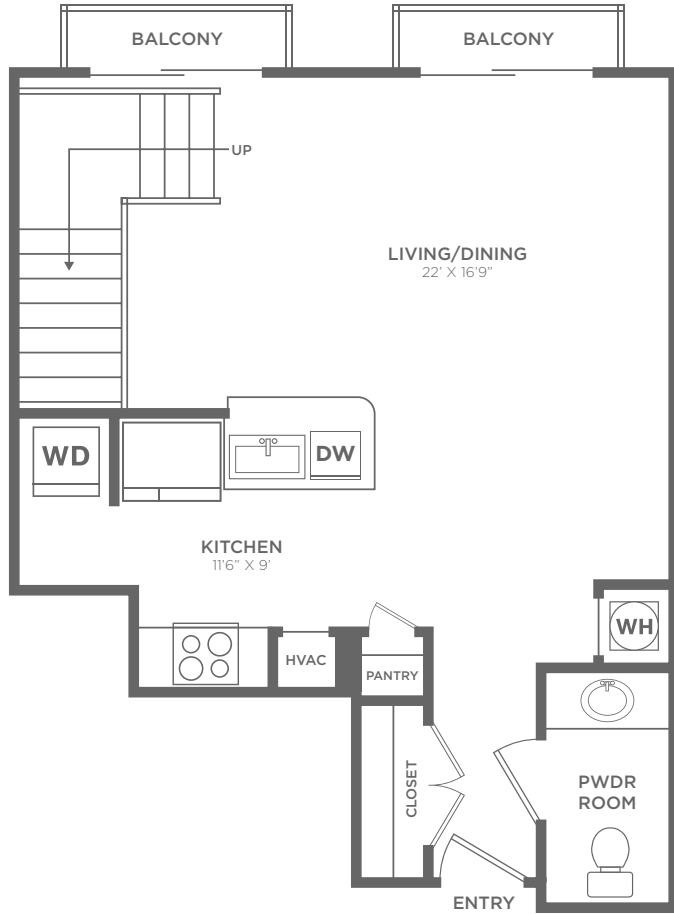 BALCONY
BALCONY
UP
LIVING/DINING
22' X 16'9"
WD
DW
KITCHEN
11'6" X 9'
WH
HVAC
PANTRY
CLOSET
PWDR
ROOM
ENTRY